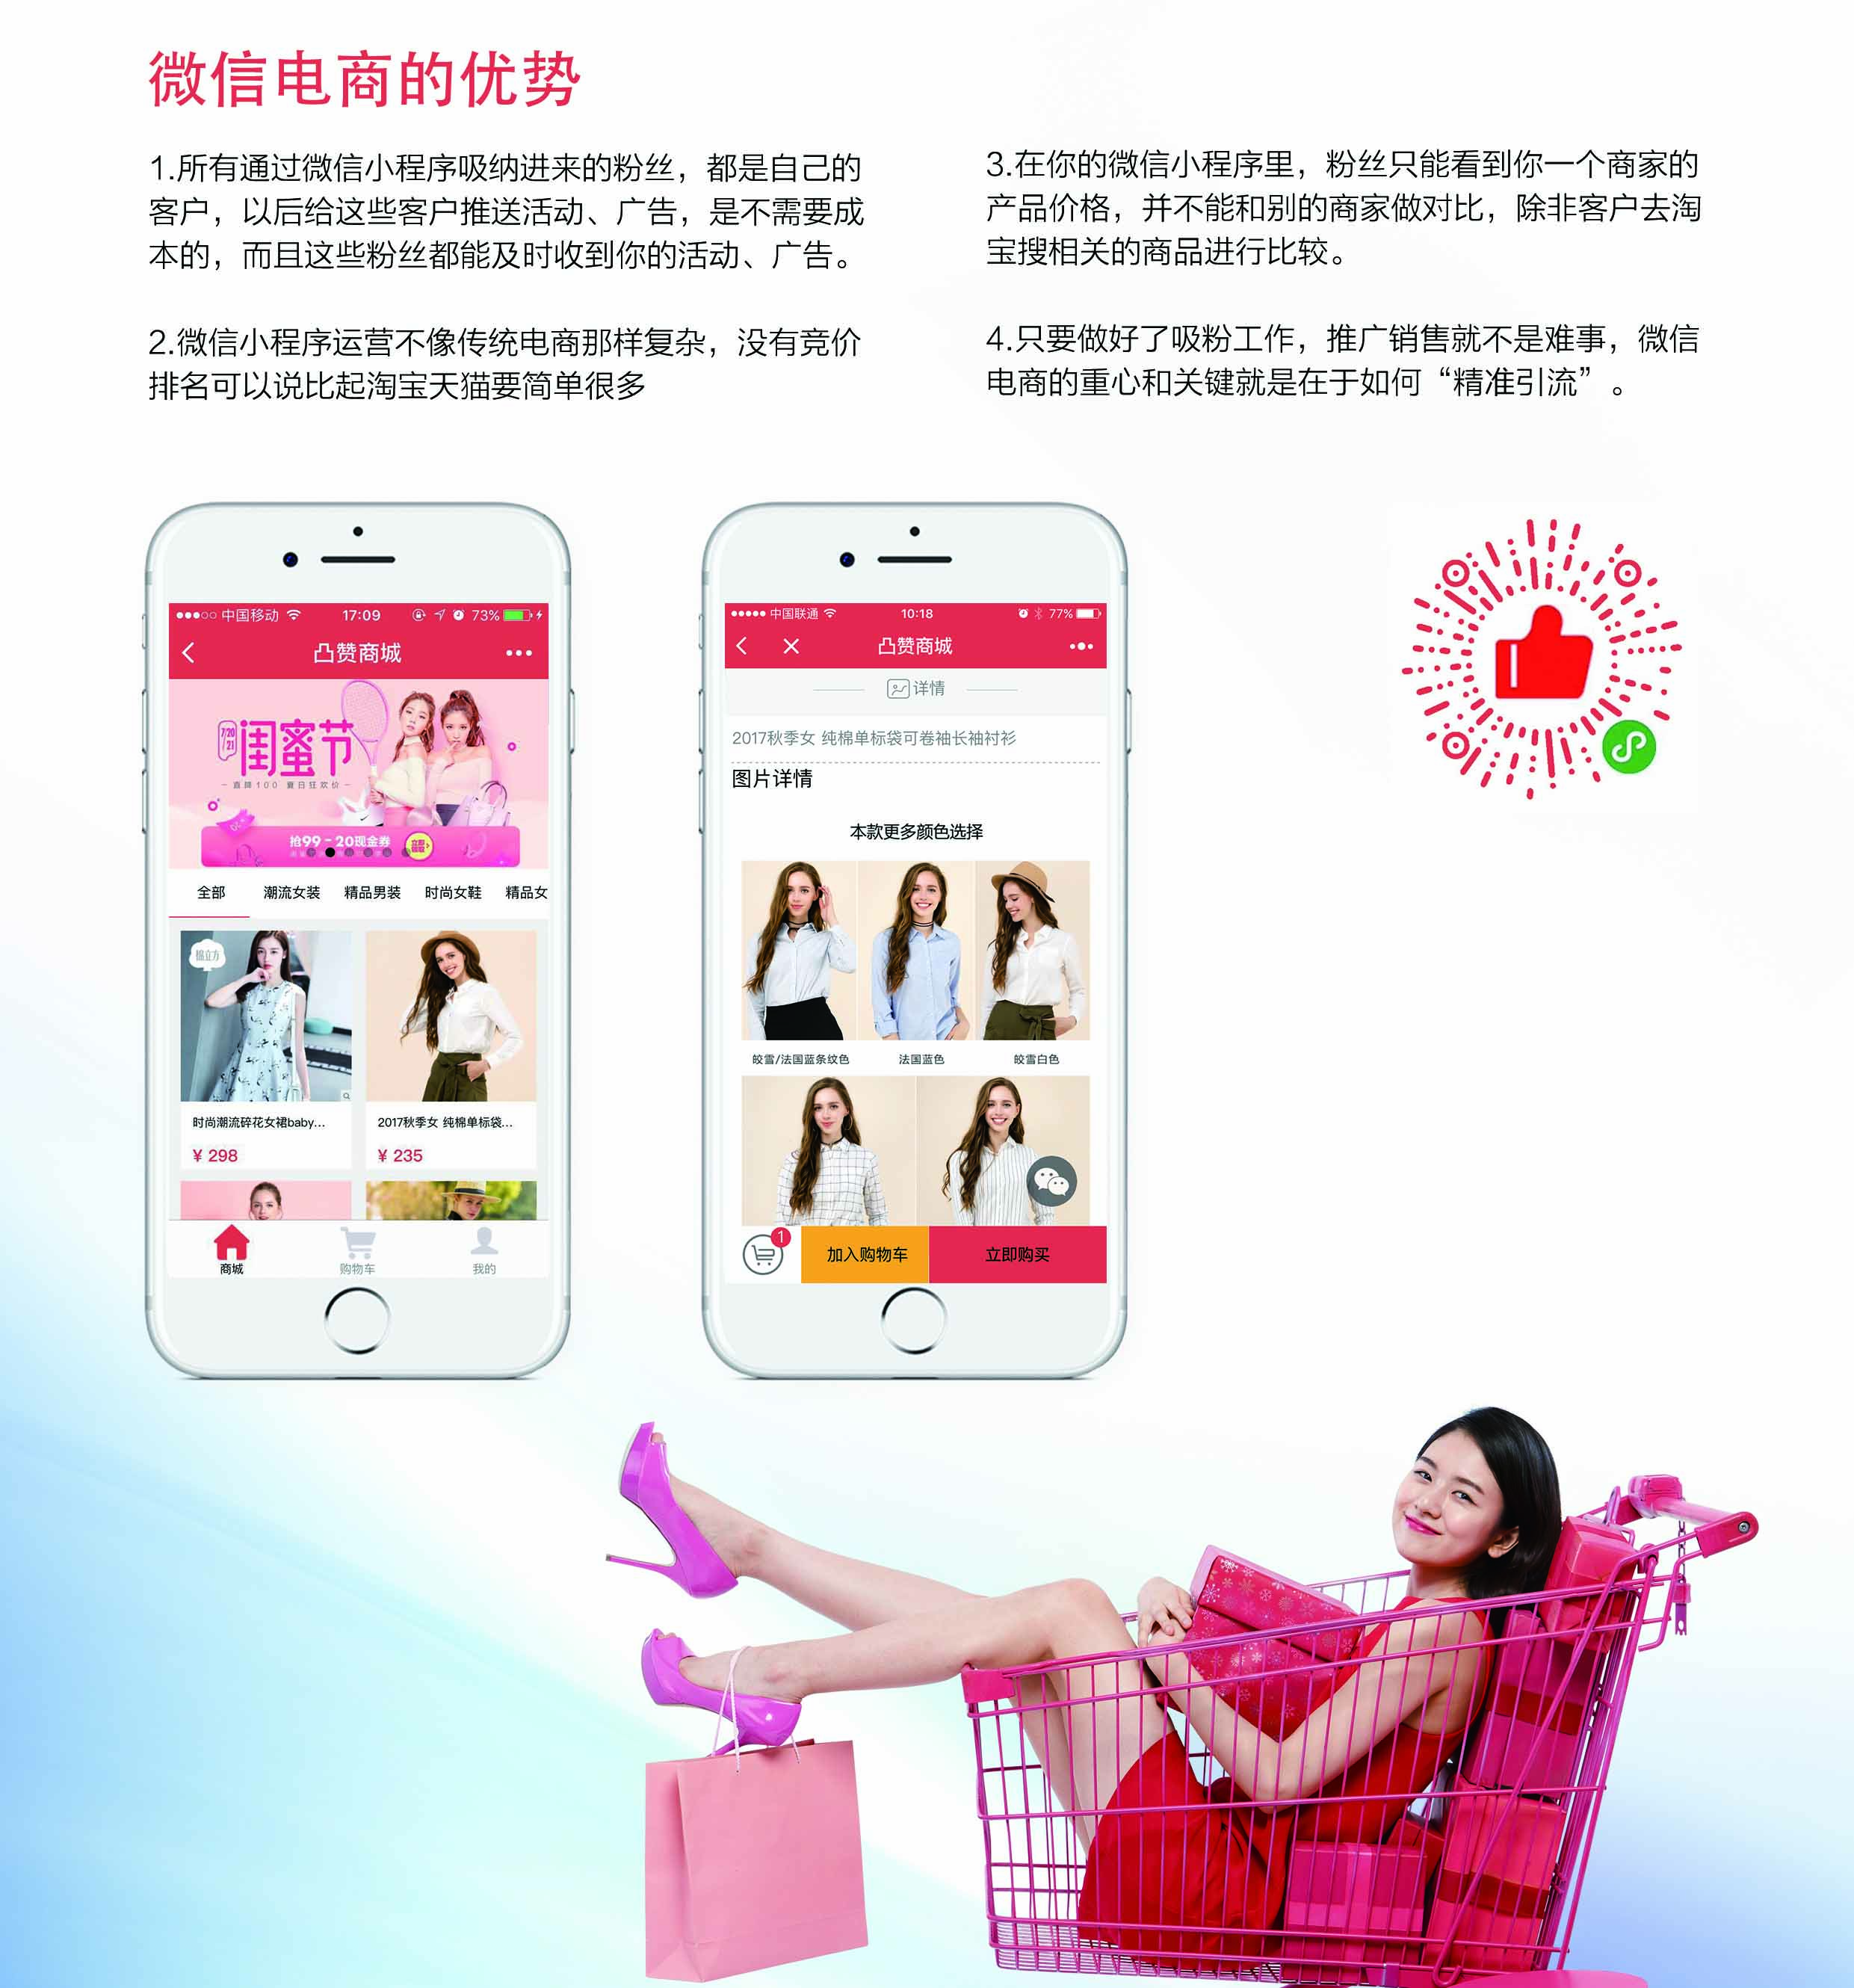 微信电商的优势
1.所有通过微信小程序吸纳进来的粉丝，都是自己的
客户，以后给这些客户推送活动、广告，是不需要成
本的，而且这些粉丝都能及时收到你的活动、广告。
2.微信小程序运营不像传统电商那样复杂，没有竞价
排名可以说比起淘宝天猫要简单很多
3.在你的微信小程序里，粉丝只能看到你一个商家的
产品价格，并不能和别的商家做对比，除非客户去淘
宝搜相关的商品进行比较。
4.只要做好了吸粉工作，推广销售就不是难事，微信
电商的重心和关键就是在于如何“精准引流”。
中国移动 17:09 73%
凸赞商城
7/20
21
闺蜜节
直降100 夏日狂欢价
抢99-20现金券
全部 潮流女装 精品男装 时尚女鞋 精品女
时尚潮流碎花女裙baby... 2017秋季女 纯棉单标袋...
¥ 298 ¥ 235
商城 购物车 我的
中国联通 10:18 77%
凸赞商城
详情
2017秋季女 纯棉单标袋可卷袖长袖衬衫
图片详情
本款更多颜色选择
皎雪/法国蓝条纹色 法国蓝色 皎雪白色
1
加入购物车 立即购买